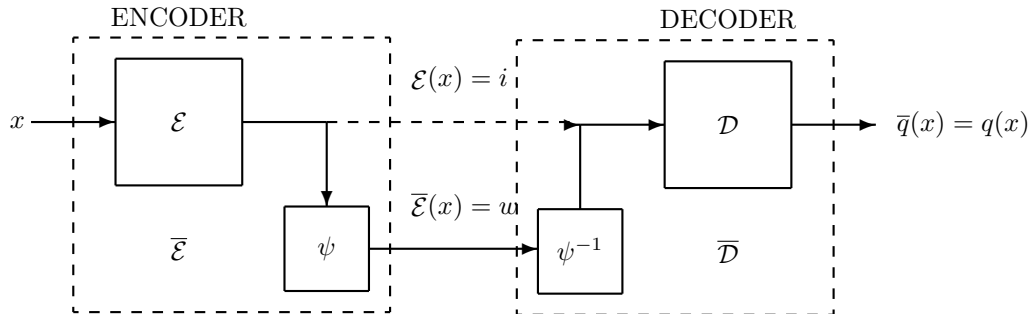 ENCODER
DECODER
ℰ(x) = i
x
ℰ
𝒟
q̅(x) = q(x)
ℰ̅(x) = w
ℰ̅
ψ
ψ⁻¹
𝒟̅